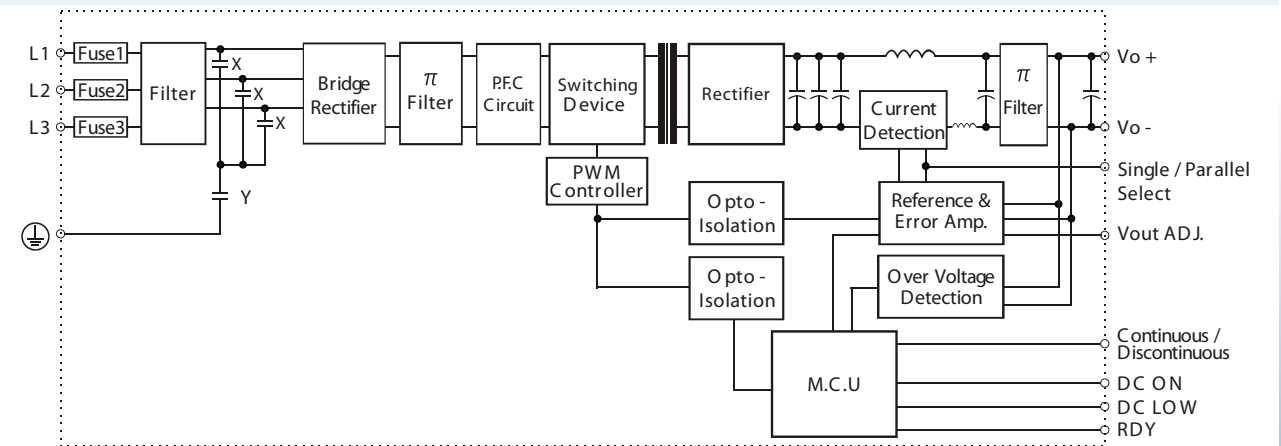 L1
Fuse1
L2
Fuse2
L3
Fuse3
Filter
X
X
X
Y
Bridge
Rectifier
π
Filter
P.F.C
Circuit
Switching
Device
PWM
Controller
Rectifier
Current
Detection
π
Filter
Vo +
Vo -
Single / Parallel
Select
Opto -
Isolation
Reference &
Error Amp.
Vout ADJ.
Opto -
Isolation
Over Voltage
Detection
M.C.U
Continuous /
Discontinuous
DC ON
DC LOW
RDY